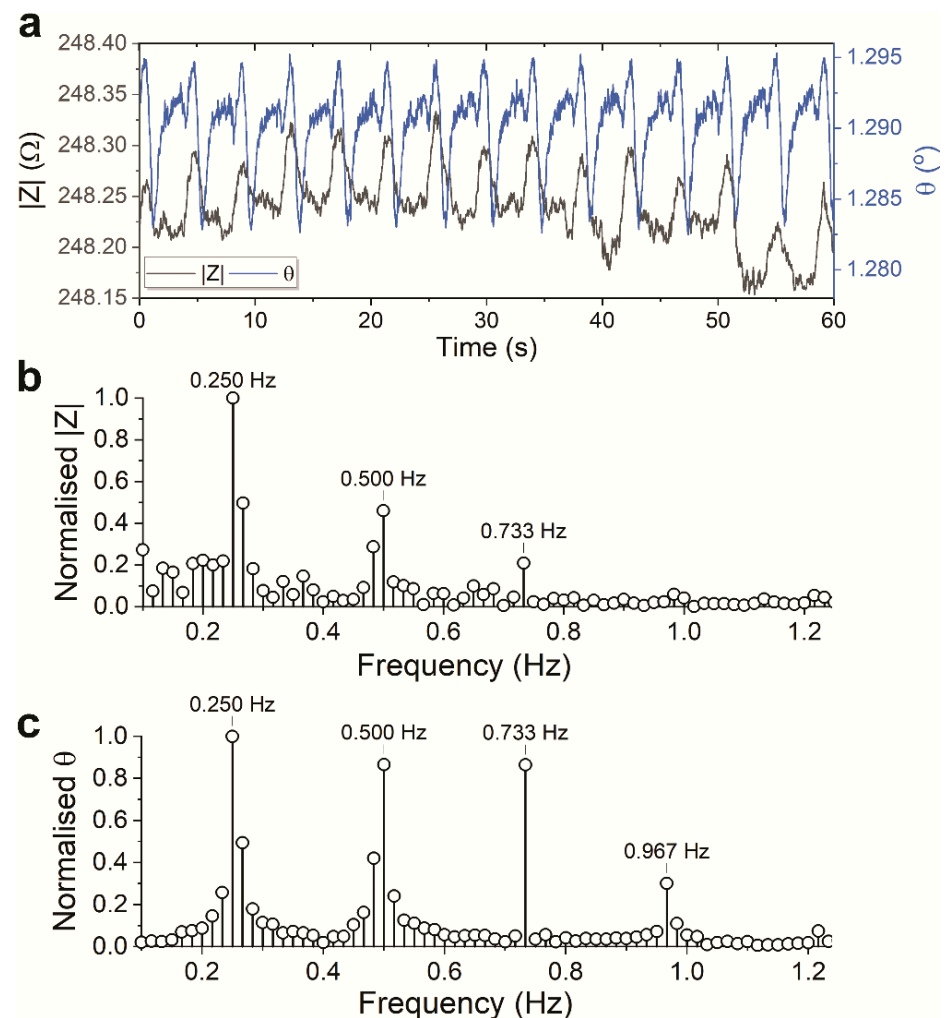 a
248.40
248.35
248.30
248.25
248.20
248.15
|Z| (Ω)
1.295
1.290
1.285
1.280
θ (°)
|Z| θ
0 10 20 30 40 50 60
Time (s)
b
0.250 Hz
0.500 Hz
0.733 Hz
1.0
0.8
0.6
0.4
0.2
0.0
Normalised |Z|
0.2 0.4 0.6 0.8 1.0 1.2
Frequency (Hz)
c
0.250 Hz 0.500 Hz 0.733 Hz
0.967 Hz
1.0
0.8
0.6
0.4
0.2
0.0
Normalised θ
0.2 0.4 0.6 0.8 1.0 1.2
Frequency (Hz)